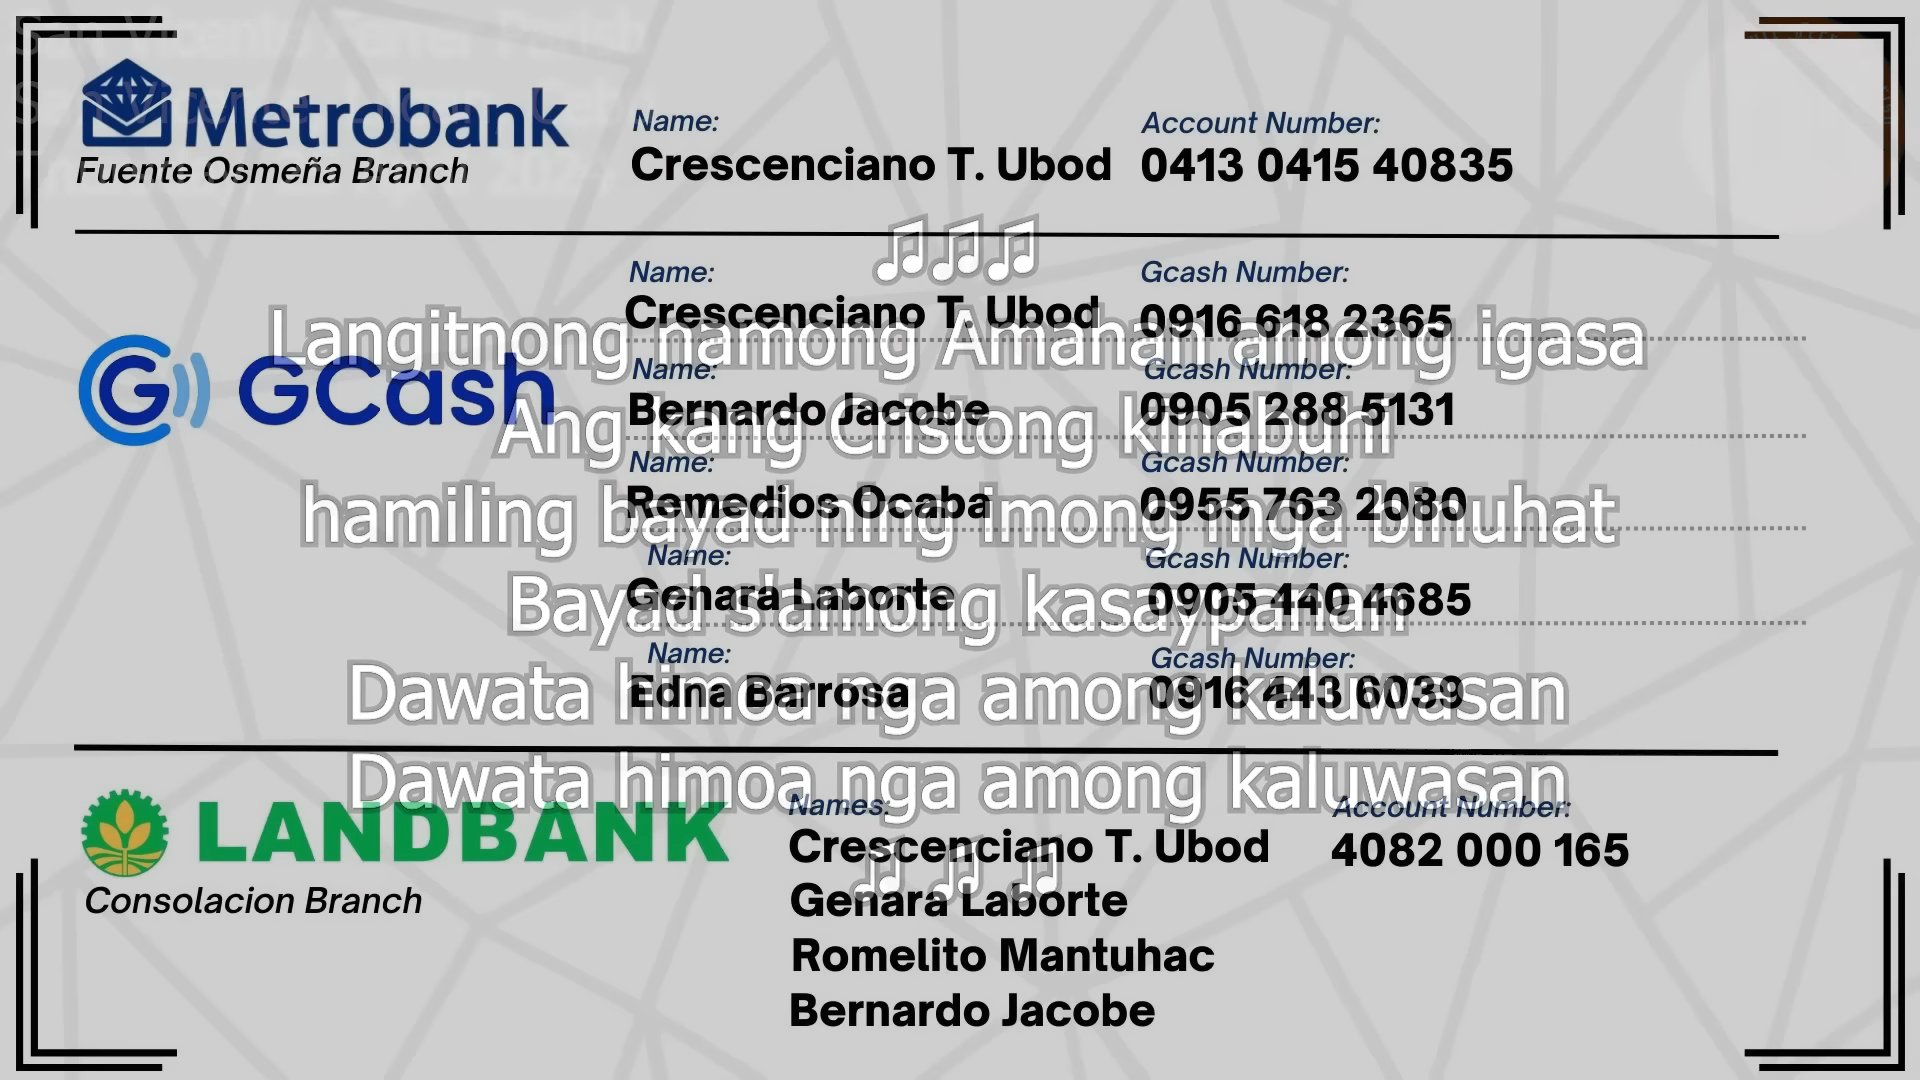 San Vicente Ferrer Parish
Metrobank
Fuente Osmeña Branch
Name:
Crescenciano T. Ubod
Account Number:
0413 0415 40835
♫♫♫
GCash
Name:
Crescenciano T. Ubod
Gcash Number:
0916 618 2365
Langitnong namong Amahan among igasa
Name:
Bernardo Jacobe
Gcash Number:
0905 288 5131
Ang kang Cristong kinabuhi
Name:
Remedios Ocaba
Gcash Number:
0955 763 2080
hamiling bayad ning imong mga binuhat
Name:
Genara Laborte
Gcash Number:
0905 440 4685
Bayad s'among kasaypanan
Name:
Edna Barrosa
Gcash Number:
0916 443 6039
Dawata himoa nga among kaluwasan
Dawata himoa nga among kaluwasan
LANDBANK
Consolacion Branch
Names:
Crescenciano T. Ubod
Genara Laborte
Romelito Mantuhac
Bernardo Jacobe
Account Number:
4082 000 165
♫ ♫ ♫